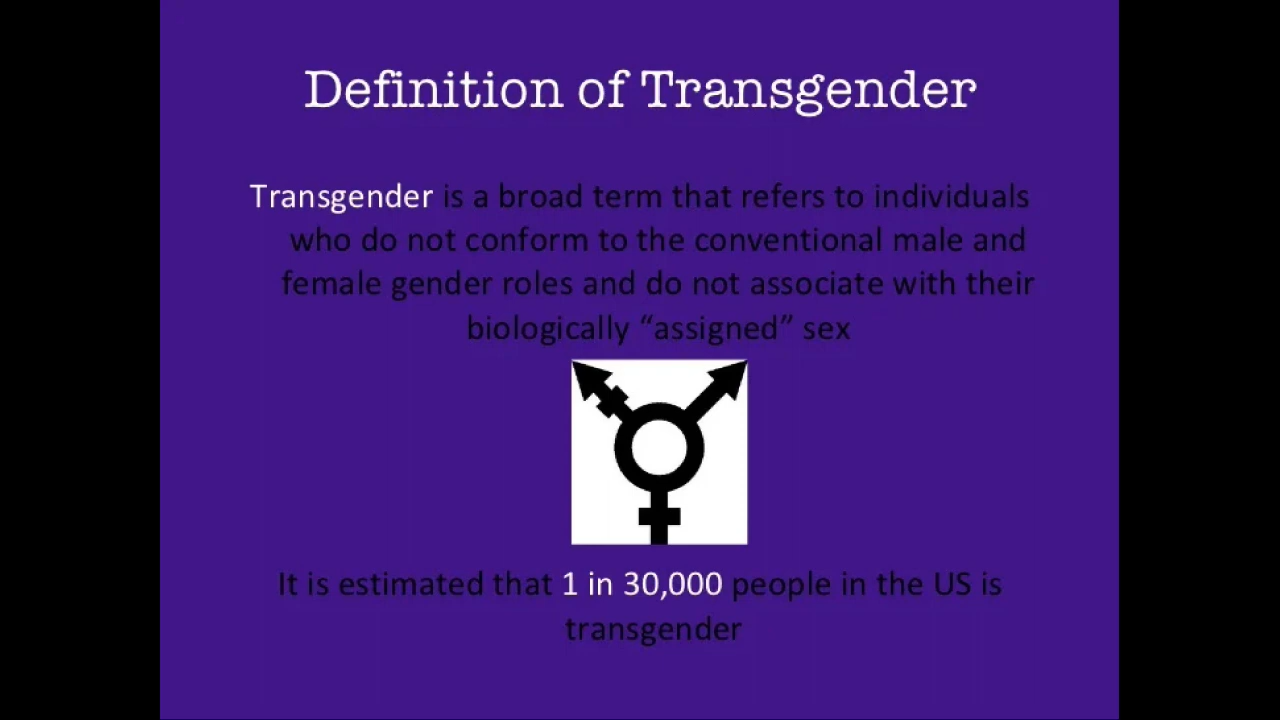 Definition of Transgender
Transgender is a broad term that refers to individuals
who do not conform to the conventional male and
female gender roles and do not associate with their
biologically “assigned” sex
It is estimated that 1 in 30,000 people in the US is
transgender